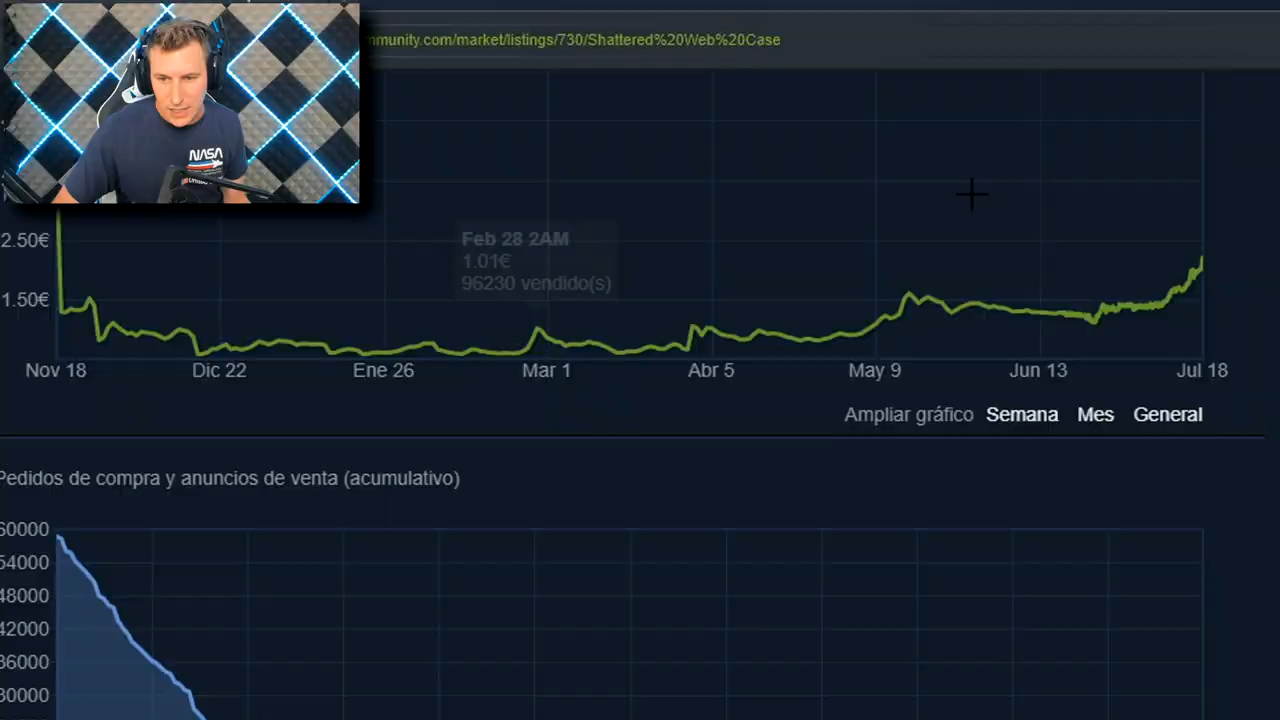 mmunity.com/market/listings/730/Shattered%20Web%20Case
NASA
2.50€
Feb 28 2AM
1.01€
96230 vendido(s)
1.50€
Nov 18 Dic 22 Ene 26 Mar 1 Abr 5 May 9 Jun 13 Jul 18
Ampliar gráfico Semana Mes General
Pedidos de compra y anuncios de venta (acumulativo)
60000
54000
48000
42000
36000
30000